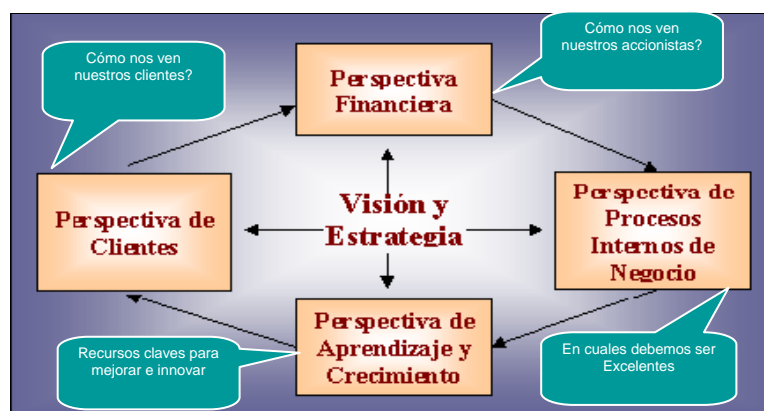 Cómo nos ven
nuestros clientes?
Cómo nos ven
nuestros accionistas?
Perspectiva
Financiera
Perspectiva de
Clientes
Visión y
Estrategia
Perspectiva de
Procesos
Internos de
Negocio
Perspectiva de
Aprendizaje y
Crecimiento
Recursos claves para
mejorar e innovar
En cuales debemos ser
Excelentes